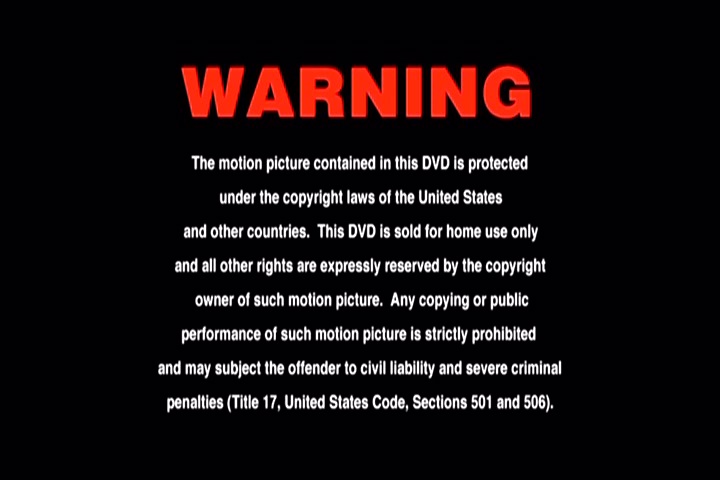 WARNING
The motion picture contained in this DVD is protected
under the copyright laws of the United States
and other countries.  This DVD is sold for home use only
and all other rights are expressly reserved by the copyright
owner of such motion picture.  Any copying or public
performance of such motion picture is strictly prohibited
and may subject the offender to civil liability and severe criminal
penalties (Title 17, United States Code, Sections 501 and 506).